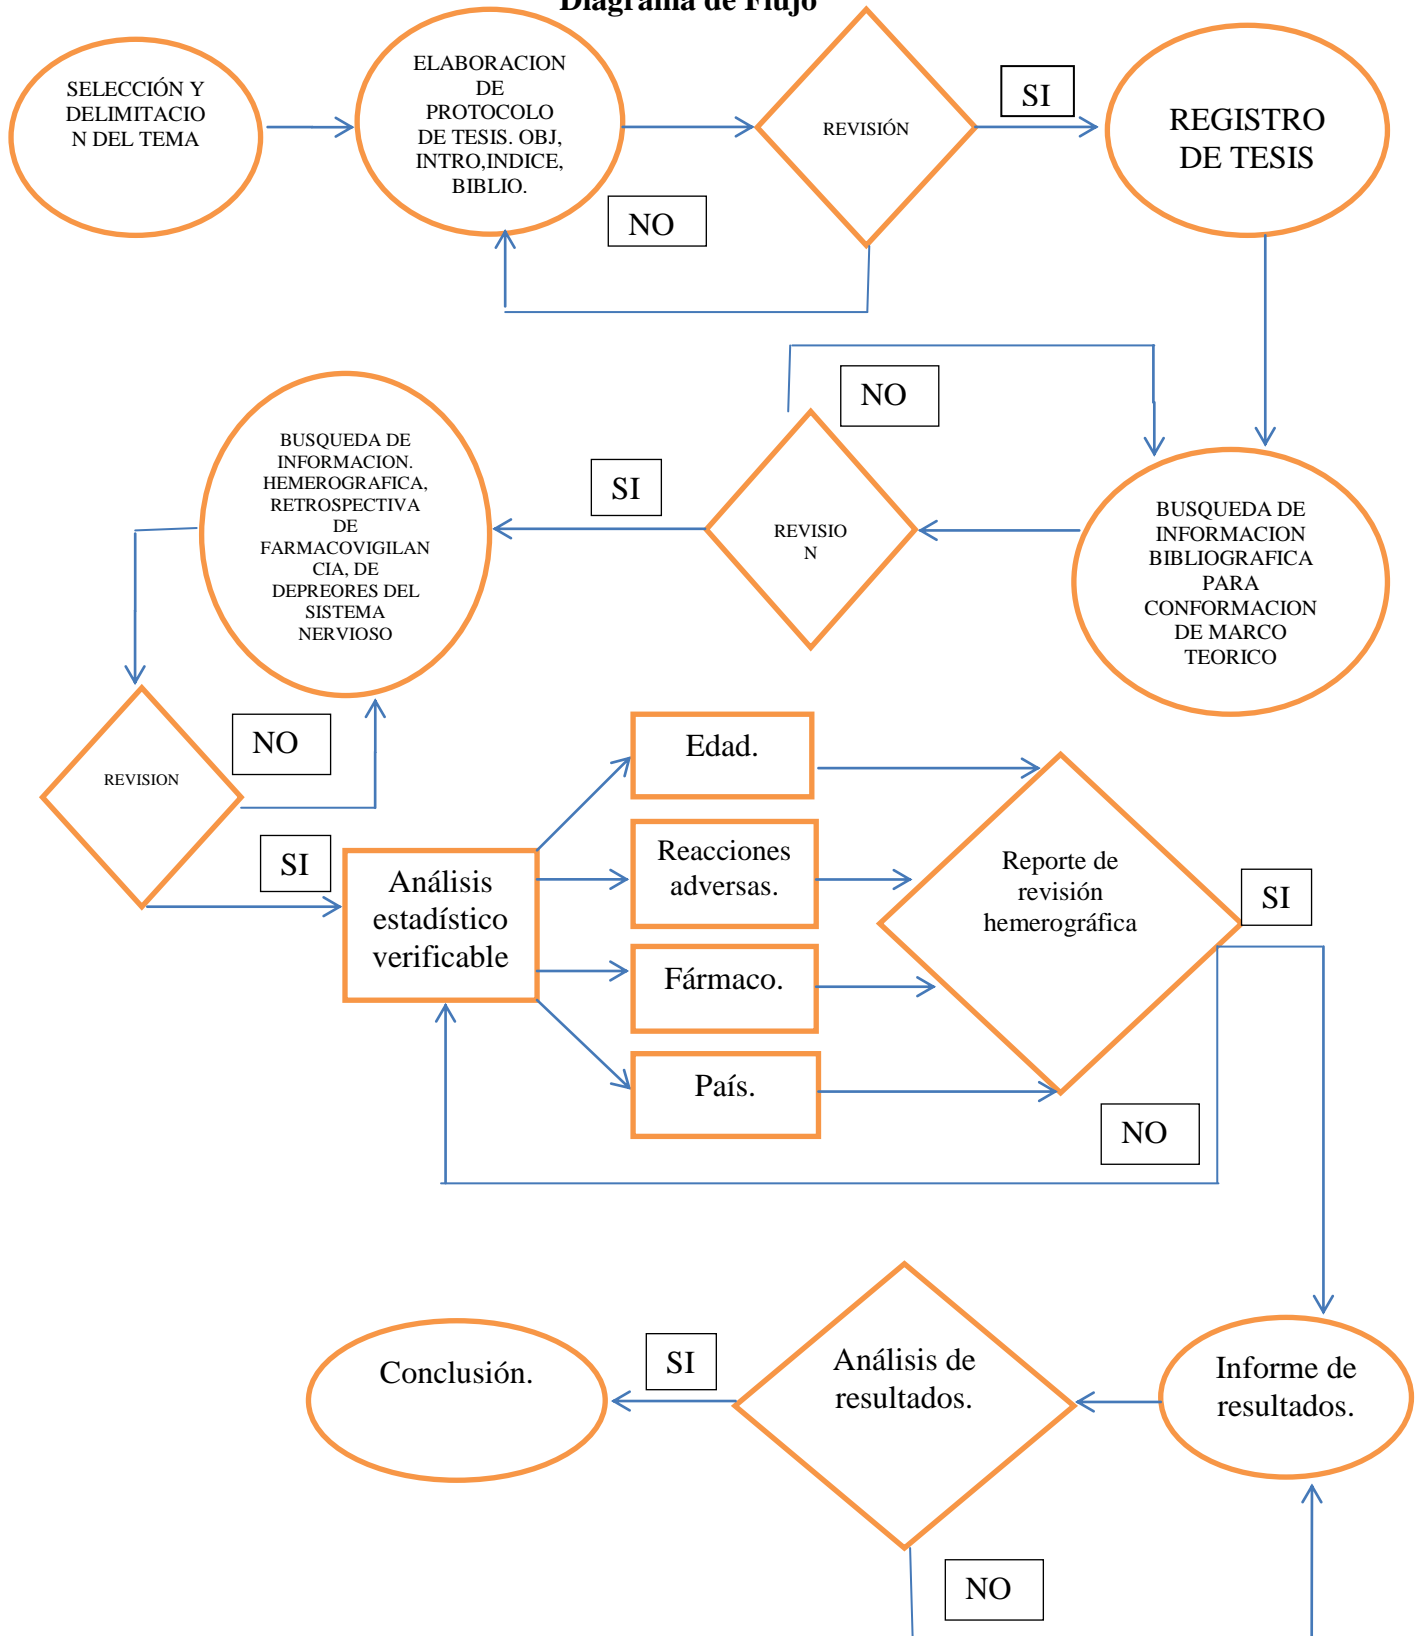 Diagrama de Flujo
SELECCIÓN Y
DELIMITACIO
N DEL TEMA
ELABORACION
DE
PROTOCOLO
DE TESIS. OBJ,
INTRO,INDICE,
BIBLIO.
REVISIÓN
SI
REGISTRO
DE TESIS
NO
NO
BUSQUEDA DE
INFORMACION
BIBLIOGRAFICA
PARA
CONFORMACION
DE MARCO
TEORICO
REVISIO
N
SI
BUSQUEDA DE
INFORMACION.
HEMEROGRAFICA,
RETROSPECTIVA
DE
FARMACOVIGILAN
CIA, DE
DEPREORES DEL
SISTEMA
NERVIOSO
REVISION
NO
SI
Análisis
estadístico
verificable
Edad.
Reacciones
adversas.
Fármaco.
País.
Reporte de
revisión
hemerográfica
SI
NO
Informe de
resultados.
Análisis de
resultados.
SI
Conclusión.
NO